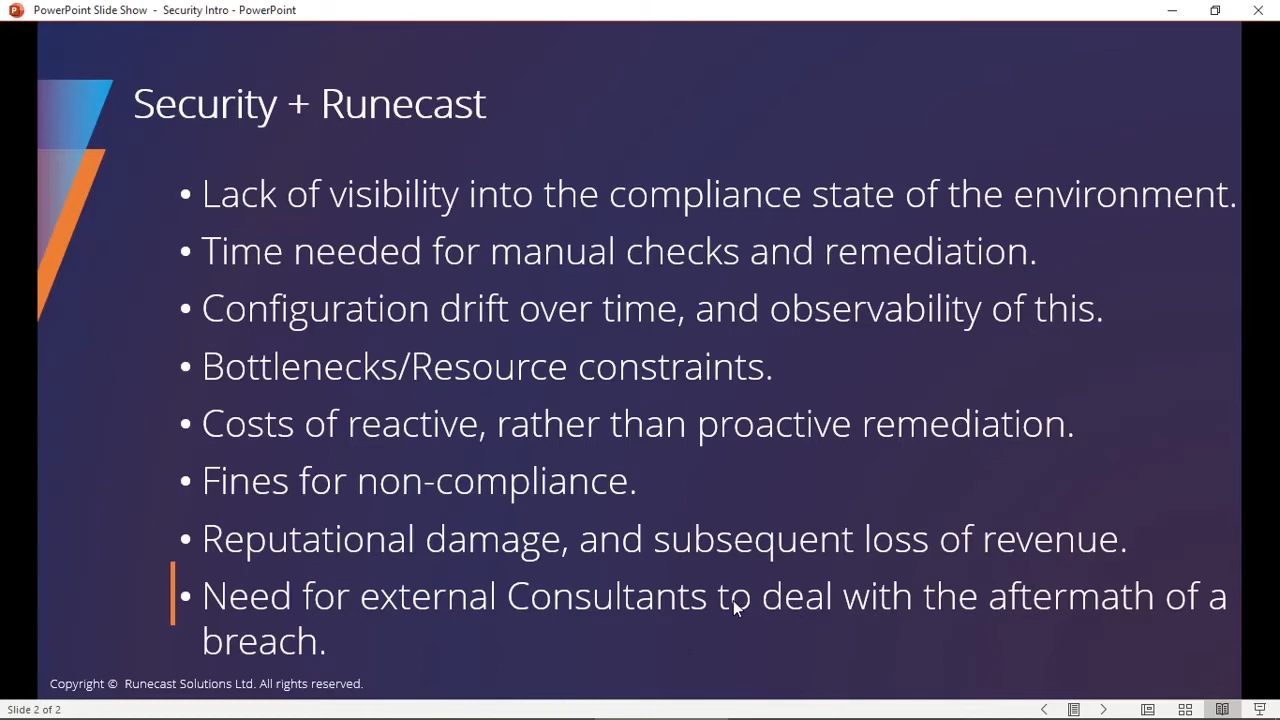 PowerPoint Slide Show - Security Intro - PowerPoint
Security + Runecast
• Lack of visibility into the compliance state of the environment.
• Time needed for manual checks and remediation.
• Configuration drift over time, and observability of this.
• Bottlenecks/Resource constraints.
• Costs of reactive, rather than proactive remediation.
• Fines for non-compliance.
• Reputational damage, and subsequent loss of revenue.
• Need for external Consultants to deal with the aftermath of a
breach.
Copyright © Runecast Solutions Ltd. All rights reserved.
Slide 2 of 2